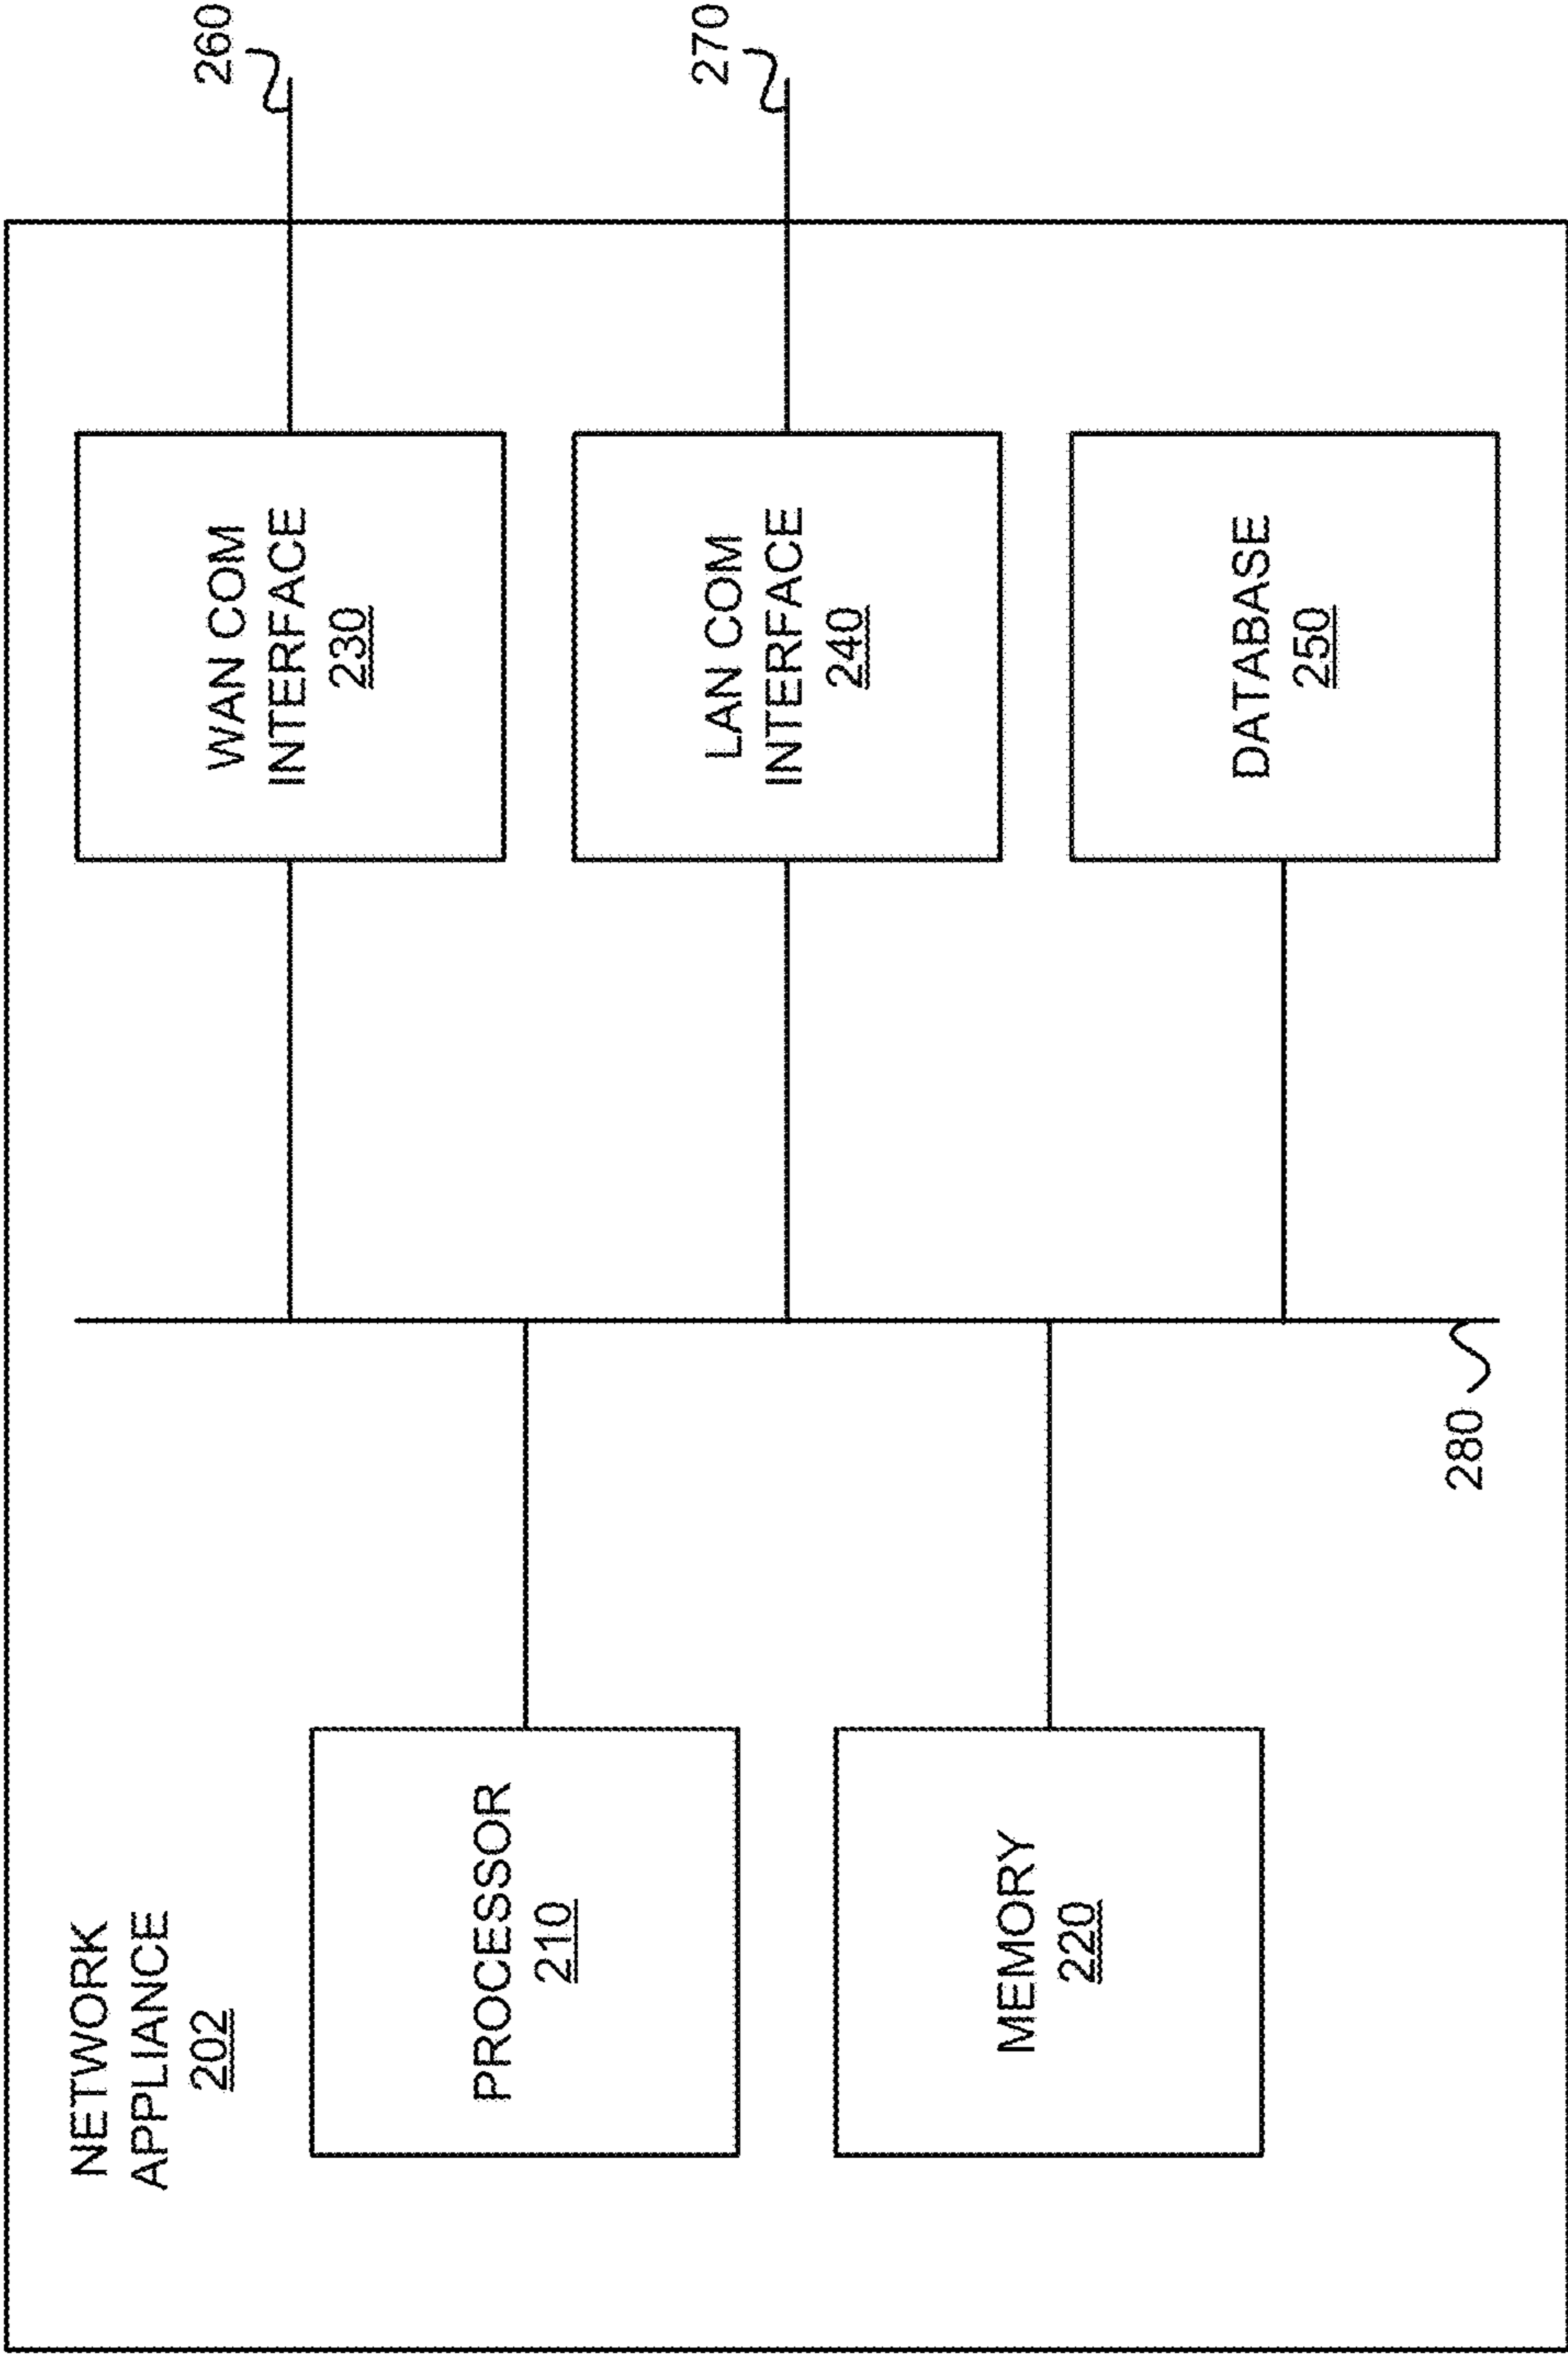 NETWORK
APPLIANCE
202
PROCESSOR
210
MEMORY
220
280
WAN COM
INTERFACE
230
LAN COM
INTERFACE
240
DATABASE
250
260
270